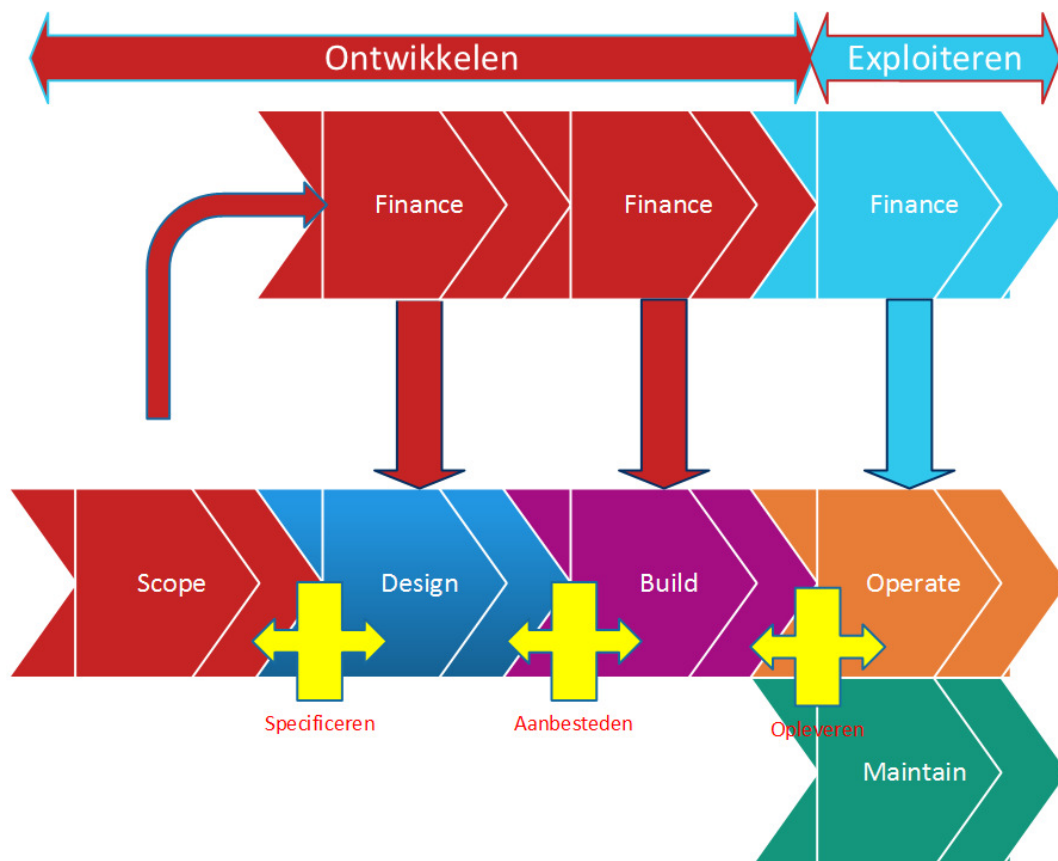 Ontwikkelen
Exploiteren
Finance
Finance
Finance
Scope
Design
Build
Operate
Specificeren
Aanbesteden
Opleveren
Maintain